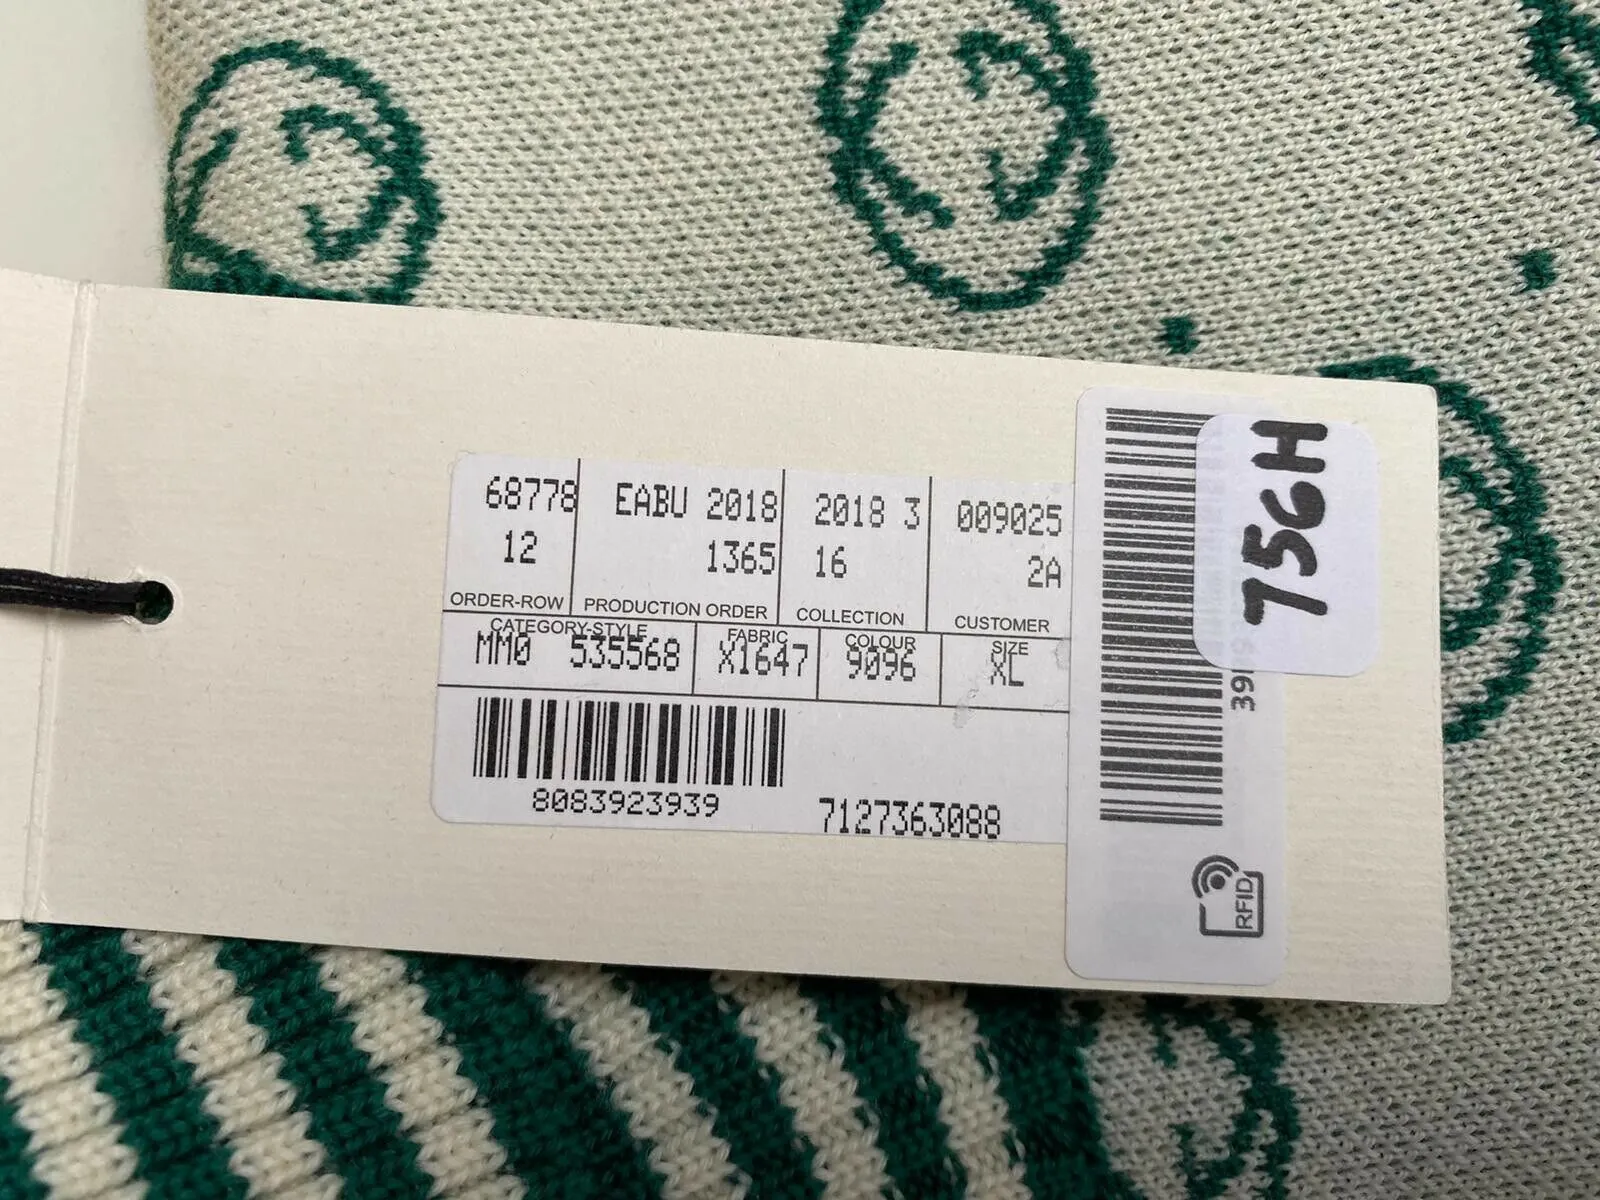 68778 EABU 2018 2018 3 009025
12 1365 16 2A
ORDER-ROW PRODUCTION ORDER COLLECTION CUSTOMER
CATEGORY-STYLE FABRIC COLOUR SIZE
MM0 535568 X1647 9096 XL
8083923939
7127363088
756H
RFID